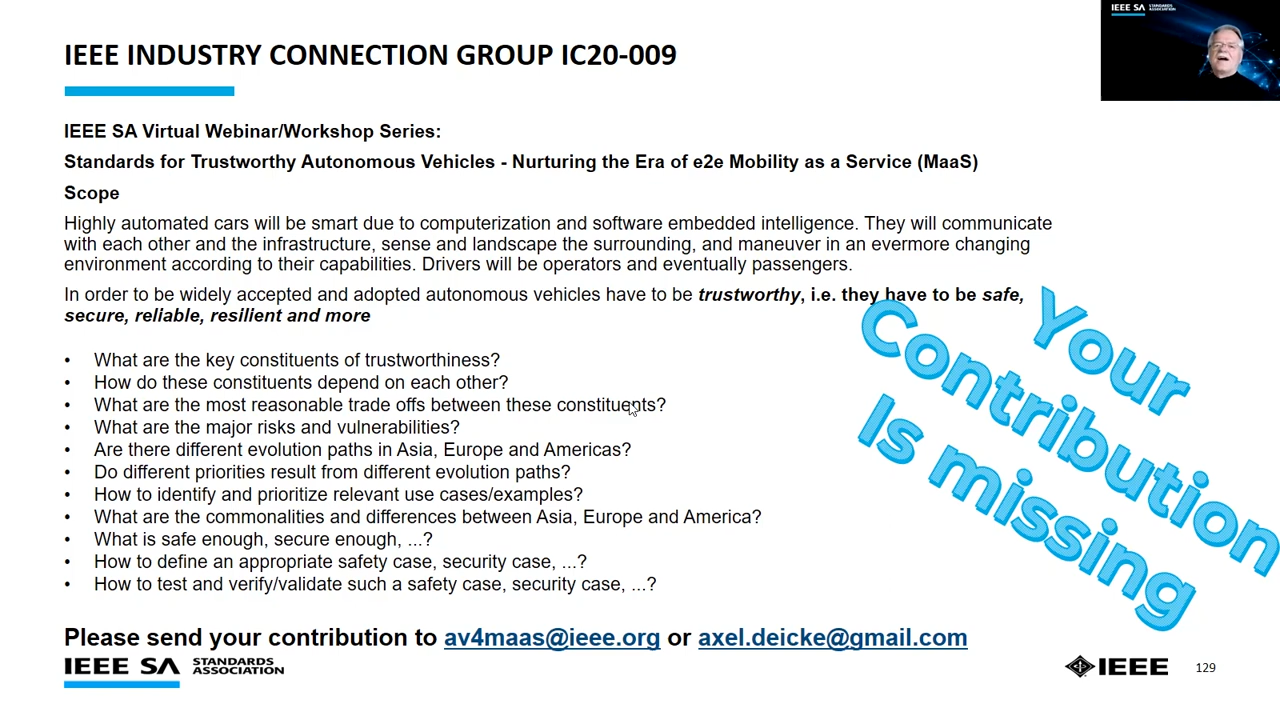 IEEE SA STANDARDS
ASSOCIATION
IEEE INDUSTRY CONNECTION GROUP IC20-009
IEEE SA Virtual Webinar/Workshop Series:
Standards for Trustworthy Autonomous Vehicles - Nurturing the Era of e2e Mobility as a Service (MaaS)
Scope
Highly automated cars will be smart due to computerization and software embedded intelligence. They will communicate
with each other and the infrastructure, sense and landscape the surrounding, and maneuver in an evermore changing
environment according to their capabilities. Drivers will be operators and eventually passengers.
In order to be widely accepted and adopted autonomous vehicles have to be trustworthy, i.e. they have to be safe,
secure, reliable, resilient and more
• What are the key constituents of trustworthiness?
• How do these constituents depend on each other?
• What are the most reasonable trade offs between these constituents?
• What are the major risks and vulnerabilities?
• Are there different evolution paths in Asia, Europe and Americas?
• Do different priorities result from different evolution paths?
• How to identify and prioritize relevant use cases/examples?
• What are the commonalities and differences between Asia, Europe and America?
• What is safe enough, secure enough, ...?
• How to define an appropriate safety case, security case, ...?
• How to test and verify/validate such a safety case, security case, ...?
Your
Contribution
Is missing
Please send your contribution to av4maas@ieee.org or axel.deicke@gmail.com
IEEE SA STANDARDS
ASSOCIATION
IEEE
129